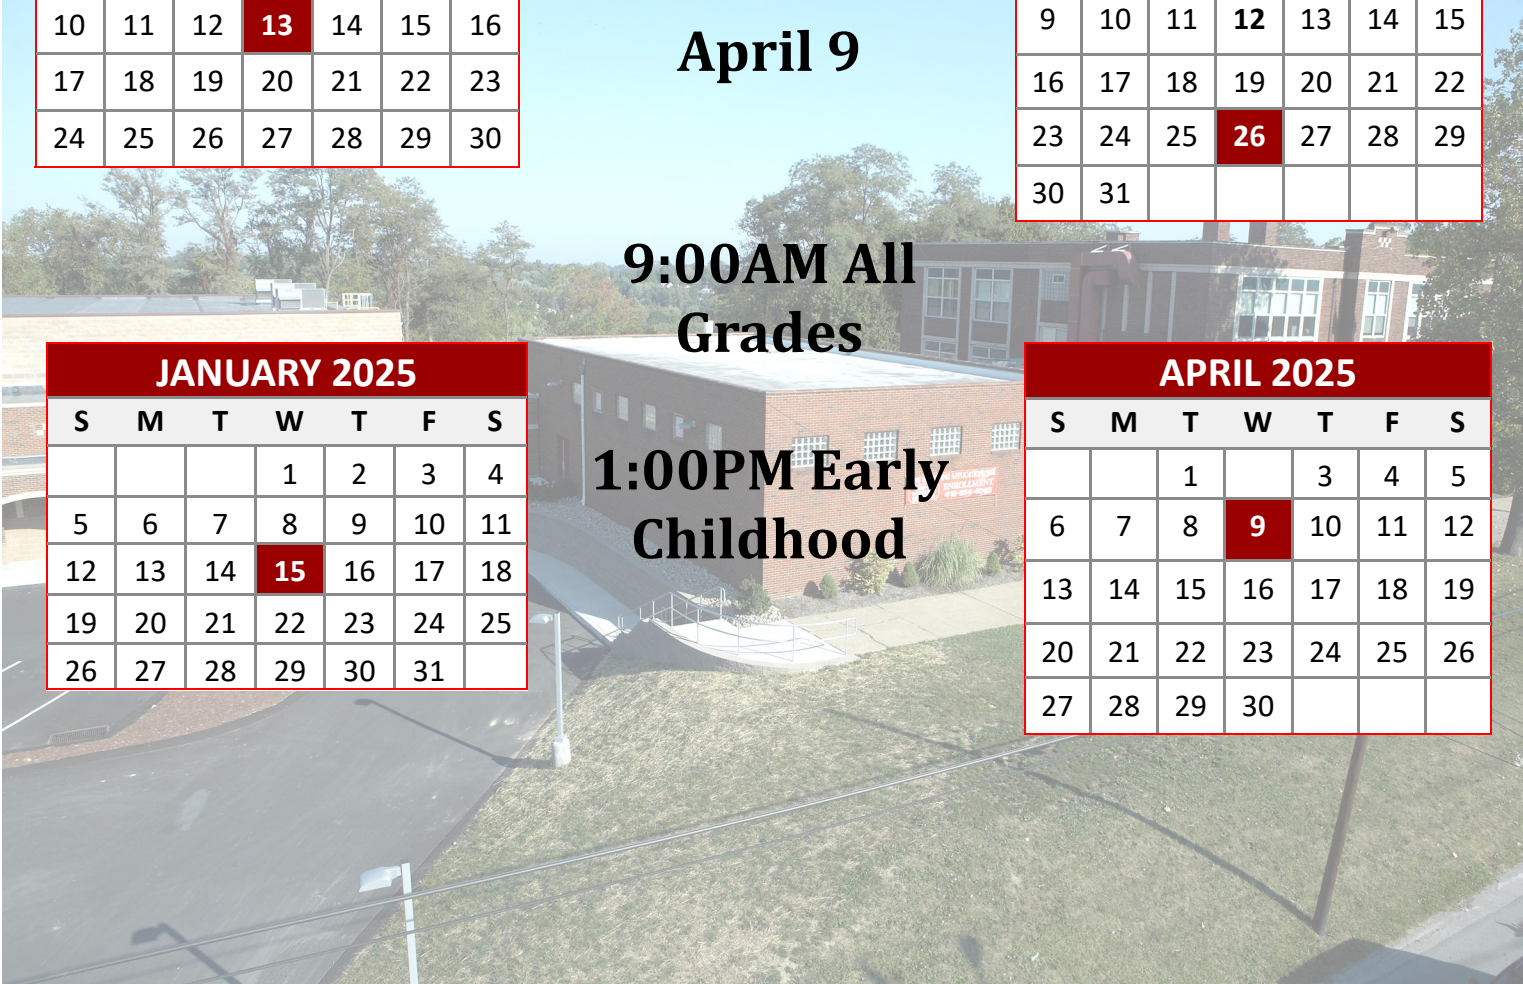 10 11 12 13 14 15 16
17 18 19 20 21 22 23
24 25 26 27 28 29 30
April 9
9:00AM All
Grades
1:00PM Early
Childhood
9 10 11 12 13 14 15
16 17 18 19 20 21 22
23 24 25 26 27 28 29
30 31
JANUARY 2025
S M T W T F S
1 2 3 4
5 6 7 8 9 10 11
12 13 14 15 16 17 18
19 20 21 22 23 24 25
26 27 28 29 30 31
APRIL 2025
S M T W T F S
1 3 4 5
6 7 8 9 10 11 12
13 14 15 16 17 18 19
20 21 22 23 24 25 26
27 28 29 30
ENROLLMENT